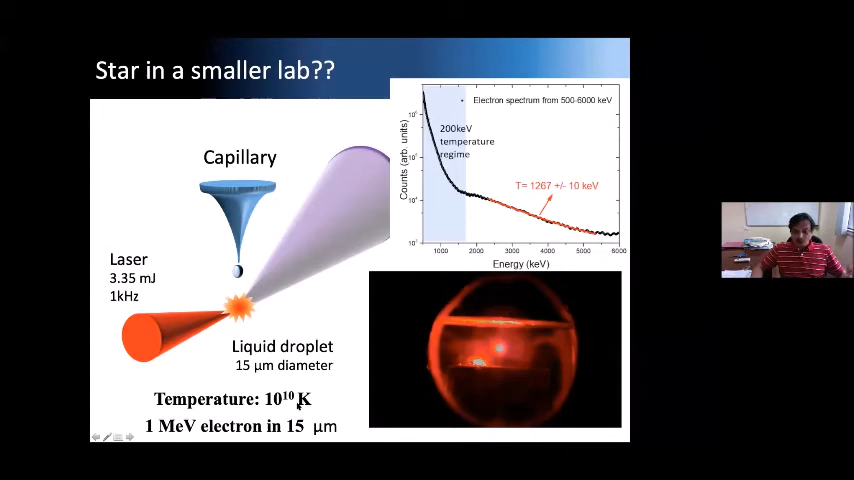 Star in a smaller lab??
Capillary
Laser
3.35 mJ
1kHz
Liquid droplet
15 µm diameter
Temperature: 10¹⁰ K
1 MeV electron in 15 µm
Electron spectrum from 500-6000 keV
200keV
temperature
regime
T= 1267 +/- 10 keV
Counts (arb. units)
10⁴
1000 2000 3000 4000 5000 6000
Energy (keV)